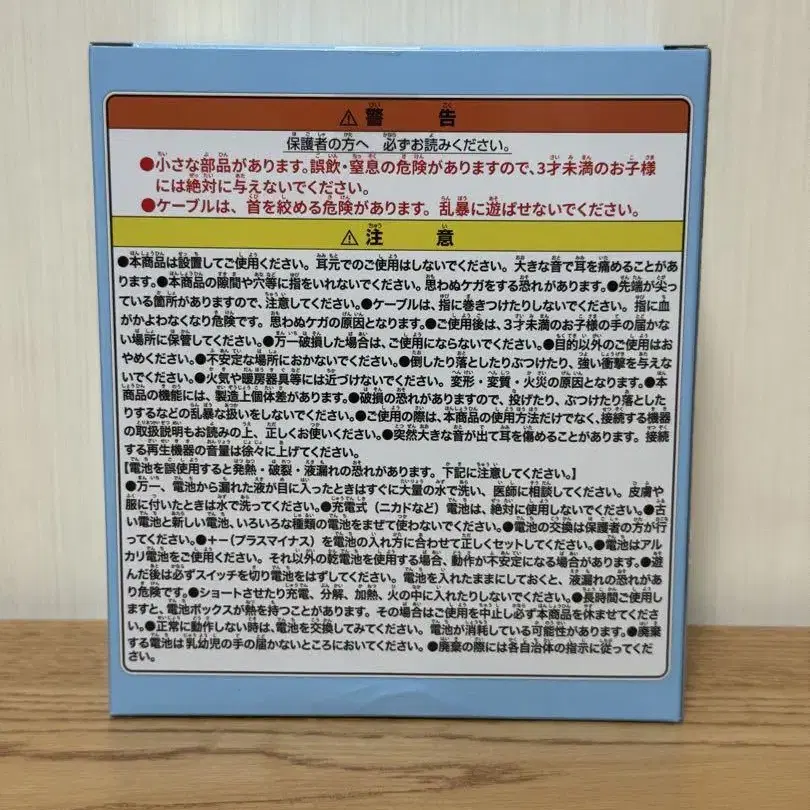 ⚠警告
保護者の方へ 必ずお読みください。
●小さな部品があります。誤飲・窒息の危険がありますので、3才未満のお子様
には絶対に与えないでください。
●ケーブルは、首を絞める危険があります。乱暴に遊ばせないでください。
⚠注意
●本商品は設置してご使用ください。耳元でのご使用はしないでください。大きな音で耳を痛めることがあ
ります。●本商品の隙間や穴等に指をいれないでください。思わぬケガをする恐れがあります。●先端が尖っ
ている箇所がありますので、注意してください。●ケーブルは、指に巻きつけたりしないでください。指に血
がかよわなくなり危険です。思わぬケガの原因となります。●ご使用後は、3才未満のお子様の手の届かな
い場所に保管してください。●万一破損した場合は、ご使用にならないでください。●目的以外のご使用はお
やめください。●不安定な場所におかないでください。●倒したり落としたりぶつけたり、強い衝撃を与えな
いでください。●火気や暖房器具等には近づけないでください。変形・変質・火災の原因となります。●本
商品の機能には、製造上個体差があります。●破損の恐れがありますので、投げたり、ぶつけたり落とした
りするなどの乱暴な扱いをしないでください。●ご使用の際は、本商品の使用方法だけでなく、接続する機器
の取扱説明もお読みの上、正しくお使いください。●突然大きな音が出て耳を傷めることがあります。接続
する再生機器の音量は徐々に上げてください。
【電池を誤使用すると発熱・破裂・液漏れの恐れがあります。下記に注意してください。】
●万一、電池から漏れた液が目に入ったときはすぐに大量の水で洗い、医師に相談してください。皮膚や
服に付いたときは水で洗ってください。●充電式（ニカドなど）電池は、絶対に使用しないでください。●古
い電池と新しい電池、いろいろな種類の電池をまぜて使わないでください。●電池の交換は保護者の方が行
ってください。●+−（プラスマイナス）を電池の入れ方に合わせて正しくセットしてください。●電池はアル
カリ電池をご使用ください。それ以外の乾電池を使用する場合、動作が不安定になる場合があります。●遊
んだ後は必ずスイッチを切り電池をはずしてください。電池を入れたままにしておくと、液漏れの恐れがあ
り危険です。●ショートさせたり充電、分解、加熱、火の中に入れたりしないでください。●長時間ご使用し
ますと、電池ボックスが熱を持つことがあります。その場合はご使用を中止し必ず本商品を休ませてくださ
い。●正常に動作しない時は、電池を交換してみてください。電池が消耗している可能性があります。●廃棄
する電池は乳幼児の手の届かないところにおいてください。●廃棄の際には各自治体の指示に従ってくだ
さい。